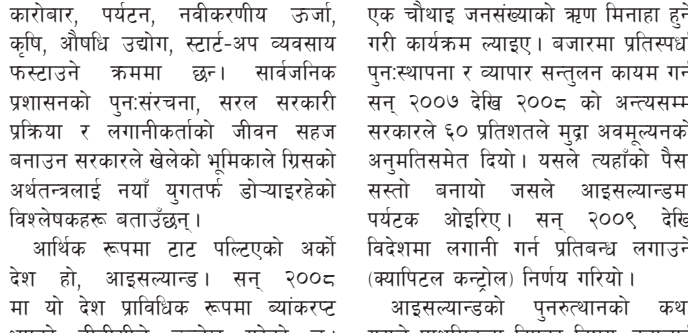 कारोबार, पर्यटन, नवीकरणीय ऊर्जा,
कृषि, औषधि उद्योग, स्टार्ट-अप व्यवसाय
फस्टाउने क्रममा छन्। सार्वजनिक
प्रशासनको पुन:संरचना, सरल सरकारी
प्रक्रिया र लगानीकर्ताको जीवन सहज
बनाउन सरकारले खेलेको भूमिकाले ग्रिसको
अर्थतन्त्रलाई नयाँ युगतर्फ डोऱ्याइरहेको
विश्लेषकहरू बताउँछन्।
आर्थिक रूपमा टाट पल्टिएको अर्को
देश हो, आइसल्यान्ड। सन् २००८
मा यो देश प्राविधिक रूपमा ब्यांकरप्ट
एक चौथाइ जनसंख्याको ऋण मिनाहा हुने
गरी कार्यक्रम ल्याइए। बजारमा प्रतिस्पर्धा
पुन:स्थापना र व्यापार सन्तुलन कायम गर्न
सन् २००७ देखि २००८ को अन्त्यसम्म
सरकारले ६० प्रतिशतले मुद्रा अवमूल्यनको
अनुमतिसमेत दियो। यसले त्यहाँको पैस
सस्तो बनायो जसले आइसल्यान्डम
पर्यटक ओइरिए। सन् २००९ देखि
विदेशमा लगानी गर्न प्रतिबन्ध लगाउने
(क्यापिटल कन्ट्रोल) निर्णय गरियो।
आइसल्यान्डको पुनरुत्थानको कथ